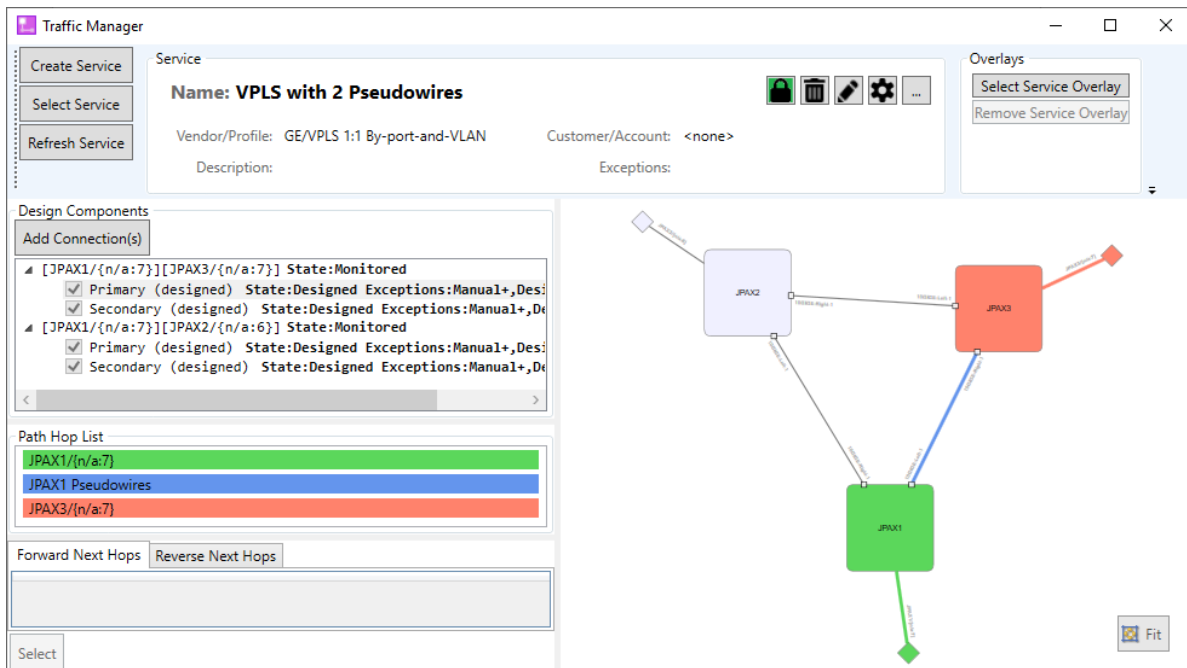 Traffic Manager
Create Service
Select Service
Refresh Service
Service
Name: VPLS with 2 Pseudowires
...
Vendor/Profile: GE/VPLS 1:1 By-port-and-VLAN
Customer/Account: <none>
Description:
Exceptions:
Overlays
Select Service Overlay
Remove Service Overlay
Design Components
Add Connection(s)
[JPAX1/{n/a:7}][JPAX3/{n/a:7}] State:Monitored
Primary (designed) State:Designed Exceptions:Manual+,Desi
Secondary (designed) State:Designed Exceptions:Manual+,De
[JPAX1/{n/a:7}][JPAX2/{n/a:6}] State:Monitored
Primary (designed) State:Designed Exceptions:Manual+,Desi
Secondary (designed) State:Designed Exceptions:Manual+,De
Path Hop List
JPAX1/{n/a:7}
JPAX1 Pseudowires
JPAX3/{n/a:7}
Forward Next Hops
Reverse Next Hops
Select
JPAX2
JPAX3
JPAX1
Fit